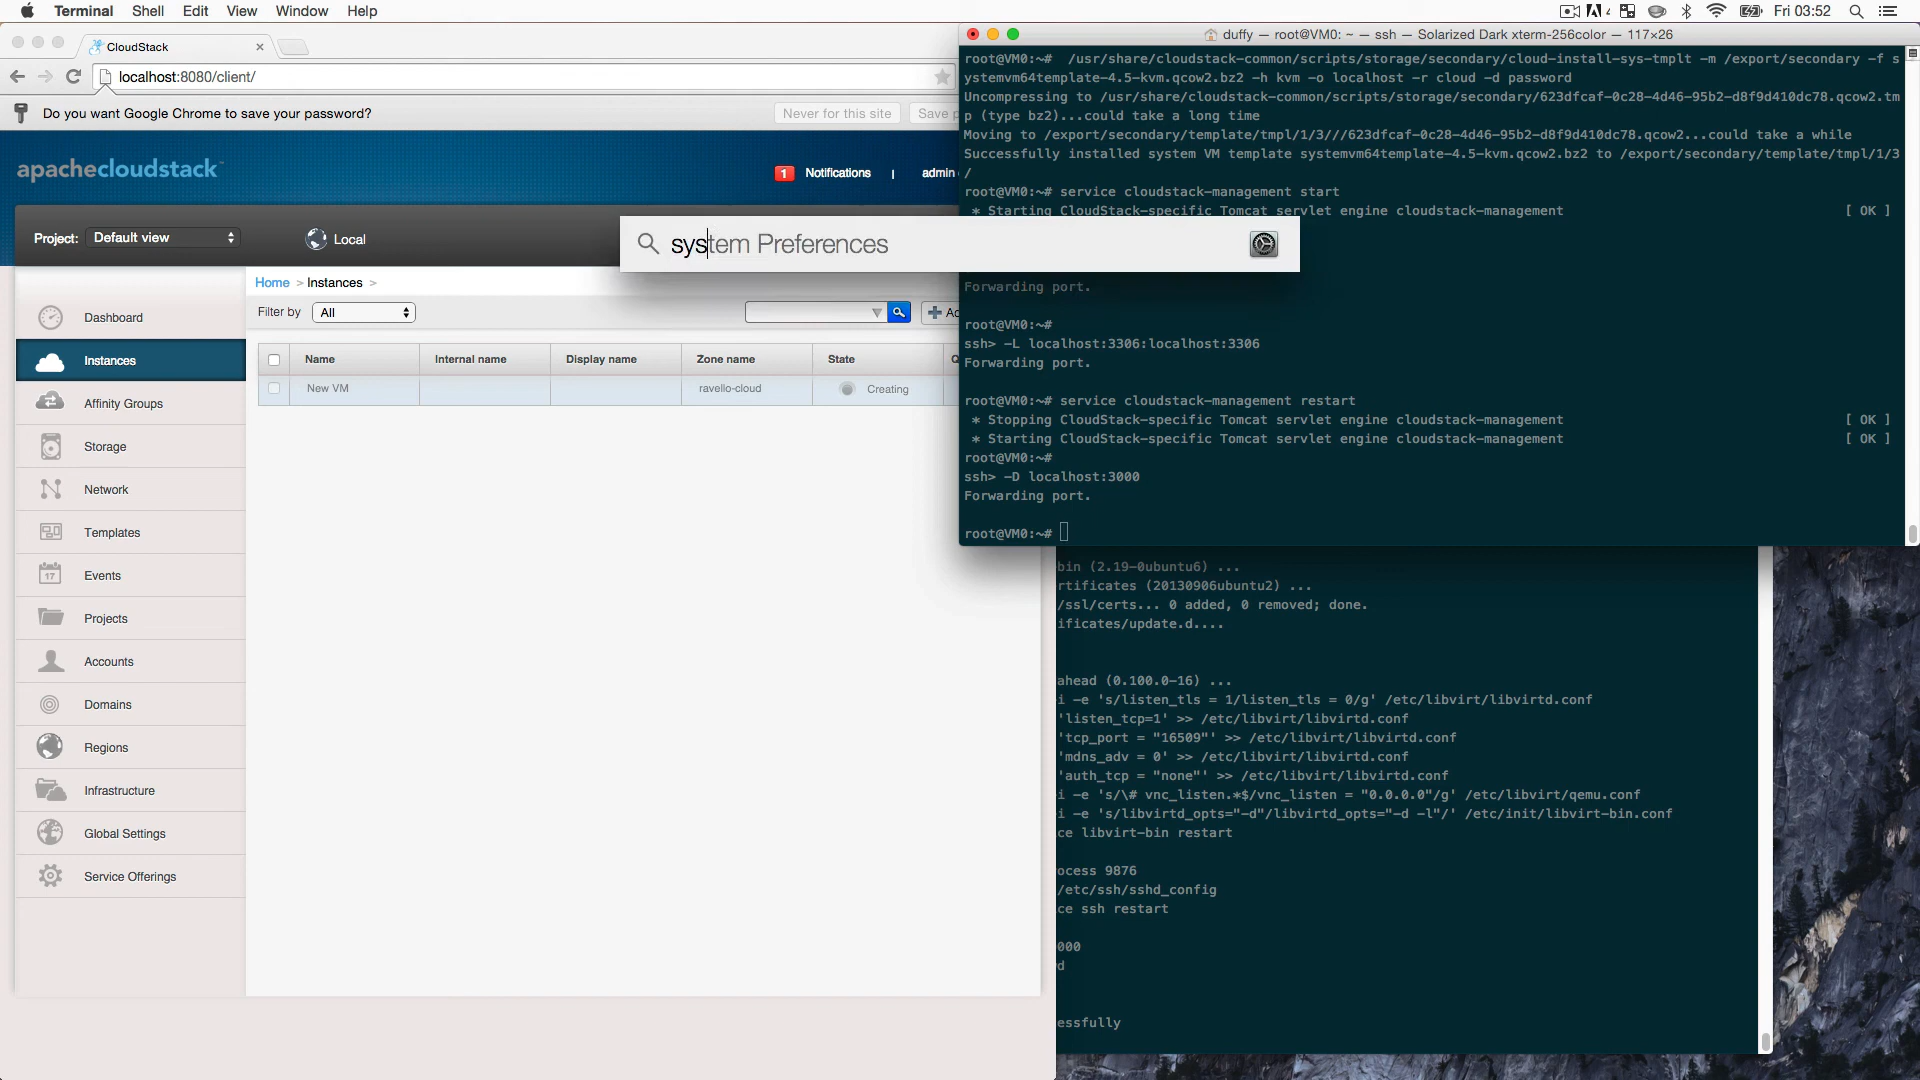 Terminal Shell Edit View Window Help
4 Fri 03:52
CloudStack
localhost:8080/client/
Do you want Google Chrome to save your password?
Never for this site
Save p
apachecloudstack
1 Notifications | admin
Project: Default view
Local
system Preferences
Home > Instances >
Filter by All
Ad
Name Internal name Display name Zone name State
New VM ravello-cloud Creating
Dashboard
Instances
Affinity Groups
Storage
Network
Templates
17 Events
Projects
Accounts
Domains
Regions
Infrastructure
Global Settings
Service Offerings
duffy — root@VM0: ~ — ssh — Solarized Dark xterm-256color — 117×26
root@VM0:~#  /usr/share/cloudstack-common/scripts/storage/secondary/cloud-install-sys-tmplt -m /export/secondary -f s
ystemvm64template-4.5-kvm.qcow2.bz2 -h kvm -o localhost -r cloud -d password
Uncompressing to /usr/share/cloudstack-common/scripts/storage/secondary/623dfcaf-0c28-4d46-95b2-d8f9d410dc78.qcow2.tm
p (type bz2)...could take a long time
Moving to /export/secondary/template/tmpl/1/3///623dfcaf-0c28-4d46-95b2-d8f9d410dc78.qcow2...could take a while
Successfully installed system VM template systemvm64template-4.5-kvm.qcow2.bz2 to /export/secondary/template/tmpl/1/3
/
root@VM0:~# service cloudstack-management start
* Starting CloudStack-specific Tomcat servlet engine cloudstack-management [ OK ]
Forwarding port.
root@VM0:~#
ssh> -L localhost:3306:localhost:3306
Forwarding port.
root@VM0:~# service cloudstack-management restart
* Stopping CloudStack-specific Tomcat servlet engine cloudstack-management [ OK ]
* Starting CloudStack-specific Tomcat servlet engine cloudstack-management [ OK ]
root@VM0:~#
ssh> -D localhost:3000
Forwarding port.
root@VM0:~#
bin (2.19-0ubuntu6) ...
rtificates (20130906ubuntu2) ...
/ssl/certs... 0 added, 0 removed; done.
ificates/update.d....
ahead (0.100.0-16) ...
i -e 's/listen_tls = 1/listen_tls = 0/g' /etc/libvirt/libvirtd.conf
'listen_tcp=1' >> /etc/libvirt/libvirtd.conf
'tcp_port = "16509"' >> /etc/libvirt/libvirtd.conf
'mdns_adv = 0' >> /etc/libvirt/libvirtd.conf
'auth_tcp = "none"' >> /etc/libvirt/libvirtd.conf
i -e 's/\# vnc_listen.*$/vnc_listen = "0.0.0.0"/g' /etc/libvirt/qemu.conf
i -e 's/libvirtd_opts="-d"/libvirtd_opts="-d -l"/' /etc/init/libvirt-bin.conf
ce libvirt-bin restart
ocess 9876
/etc/ssh/sshd_config
ce ssh restart
000
d
essfully